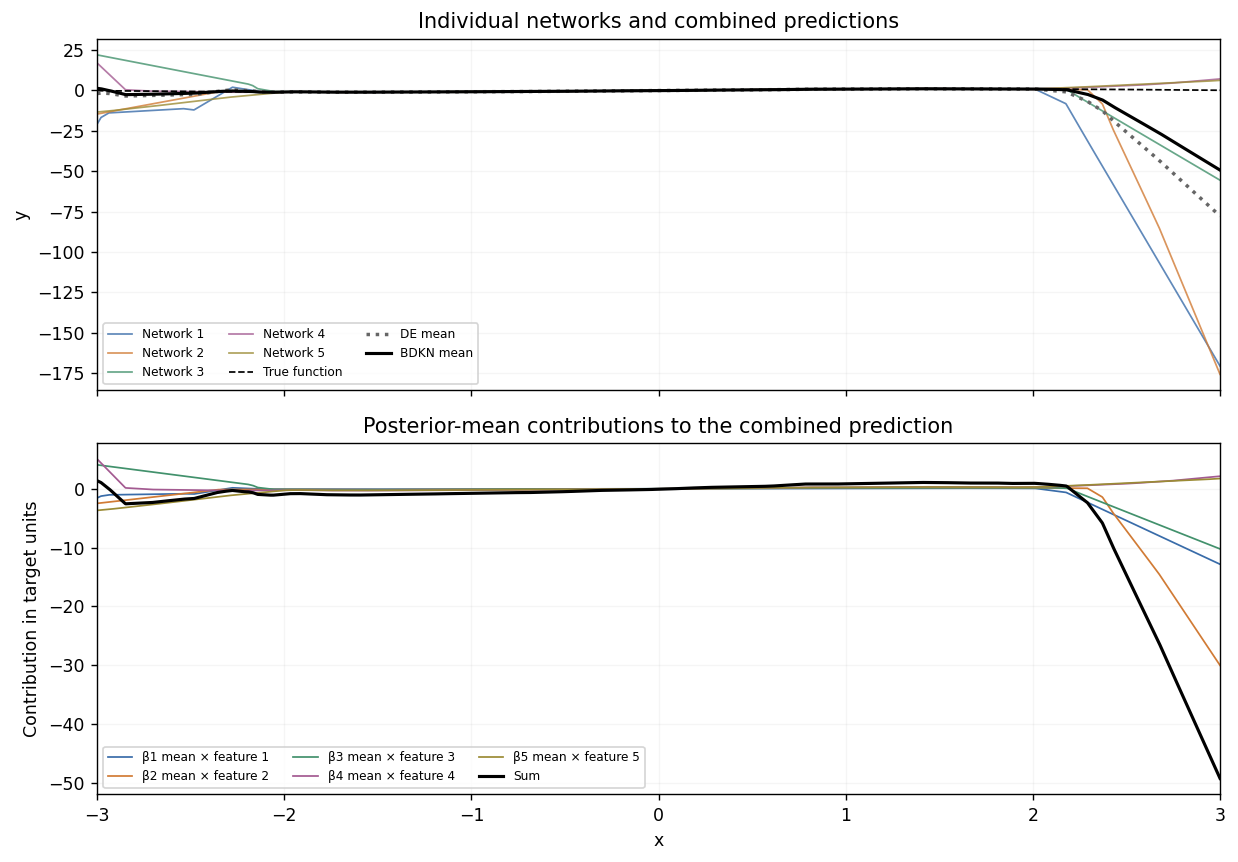 Individual networks and combined predictions
25
0
−25
−50
−75
−100
−125
−150
−175
y
Network 1
Network 2
Network 3
Network 4
Network 5
True function
DE mean
BDKN mean
Posterior-mean contributions to the combined prediction
0
−10
−20
−30
−40
−50
Contribution in target units
β1 mean × feature 1
β2 mean × feature 2
β3 mean × feature 3
β4 mean × feature 4
β5 mean × feature 5
Sum
−3
−2
−1
0
1
2
3
x